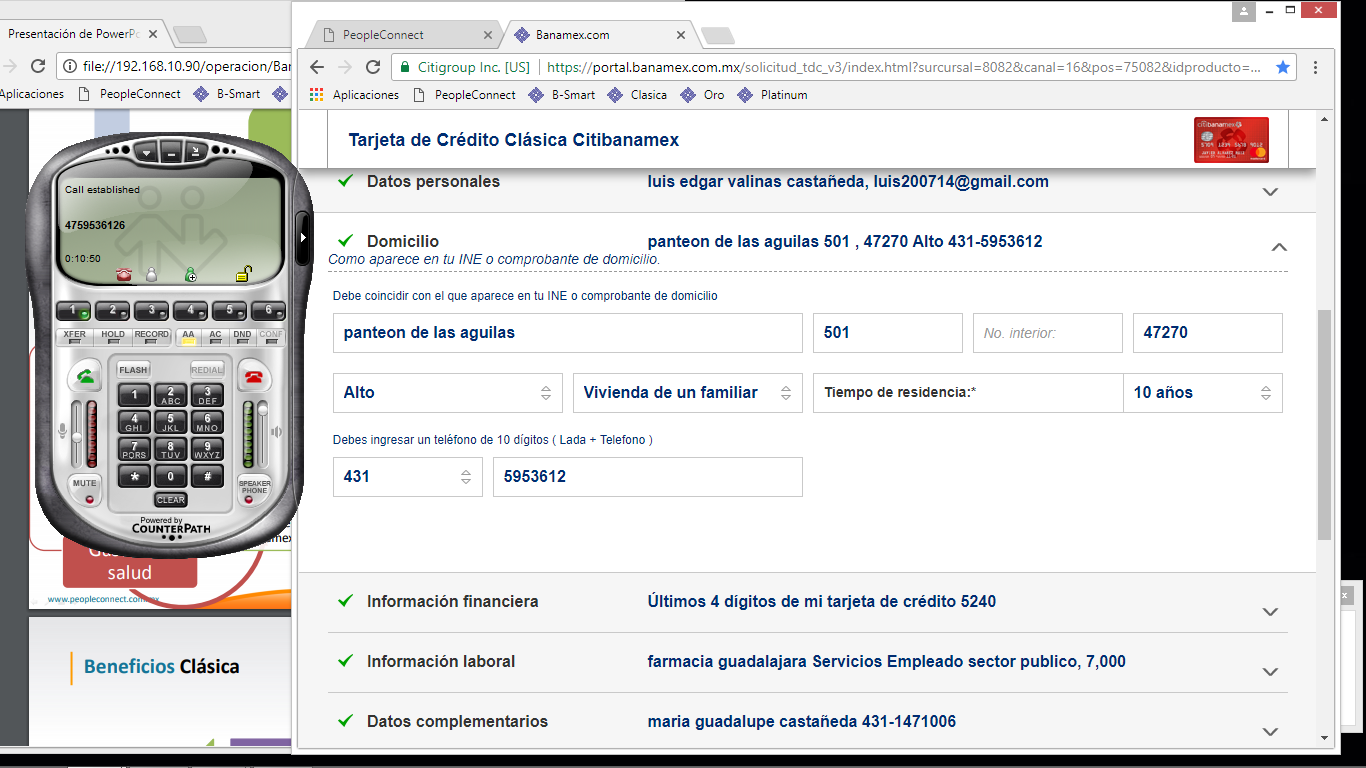 Presentación de PowerPo
PeopleConnect
Banamex.com
file://192.168.10.90/operacion/Ban
Citigroup Inc. [US]
https://portal.banamex.com.mx/solicitud_tdc_v3/index.html?surcursal=8082&canal=16&pos=75082&idproducto=...
Aplicaciones
PeopleConnect
B-Smart
Aplicaciones
PeopleConnect
B-Smart
Clasica
Oro
Platinum
Tarjeta de Crédito Clásica Citibanamex
citibanamex
Datos personales
luis edgar valinas castañeda, luis200714@gmail.com
Domicilio
panteon de las aguilas 501 , 47270 Alto 431-5953612
Como aparece en tu INE o comprobante de domicilio.
Debe coincidir con el que aparece en tu INE o comprobante de domicilio
panteon de las aguilas
501
No. interior:
47270
Alto
Vivienda de un familiar
Tiempo de residencia:*
10 años
Debes ingresar un teléfono de 10 dígitos ( Lada + Telefono )
431
5953612
Información financiera
Últimos 4 dígitos de mi tarjeta de crédito 5240
Información laboral
farmacia guadalajara Servicios Empleado sector publico, 7,000
Datos complementarios
maria guadalupe castañeda 431-1471006
Call established
4759536126
0:10:50
1 2 3 4 5 6
XFER HOLD RECORD AA AC DND CONF
FLASH REDIAL
1 2 ABC 3 DEF
4 GHI 5 JKL 6 MNO
7 PQRS 8 TUV 9 WXYZ
* 0 #
MUTE
SPEAKER PHONE
CLEAR
Powered by
COUNTERPATH
salud
www.peopleconnect.com.mx
Beneficios Clásica